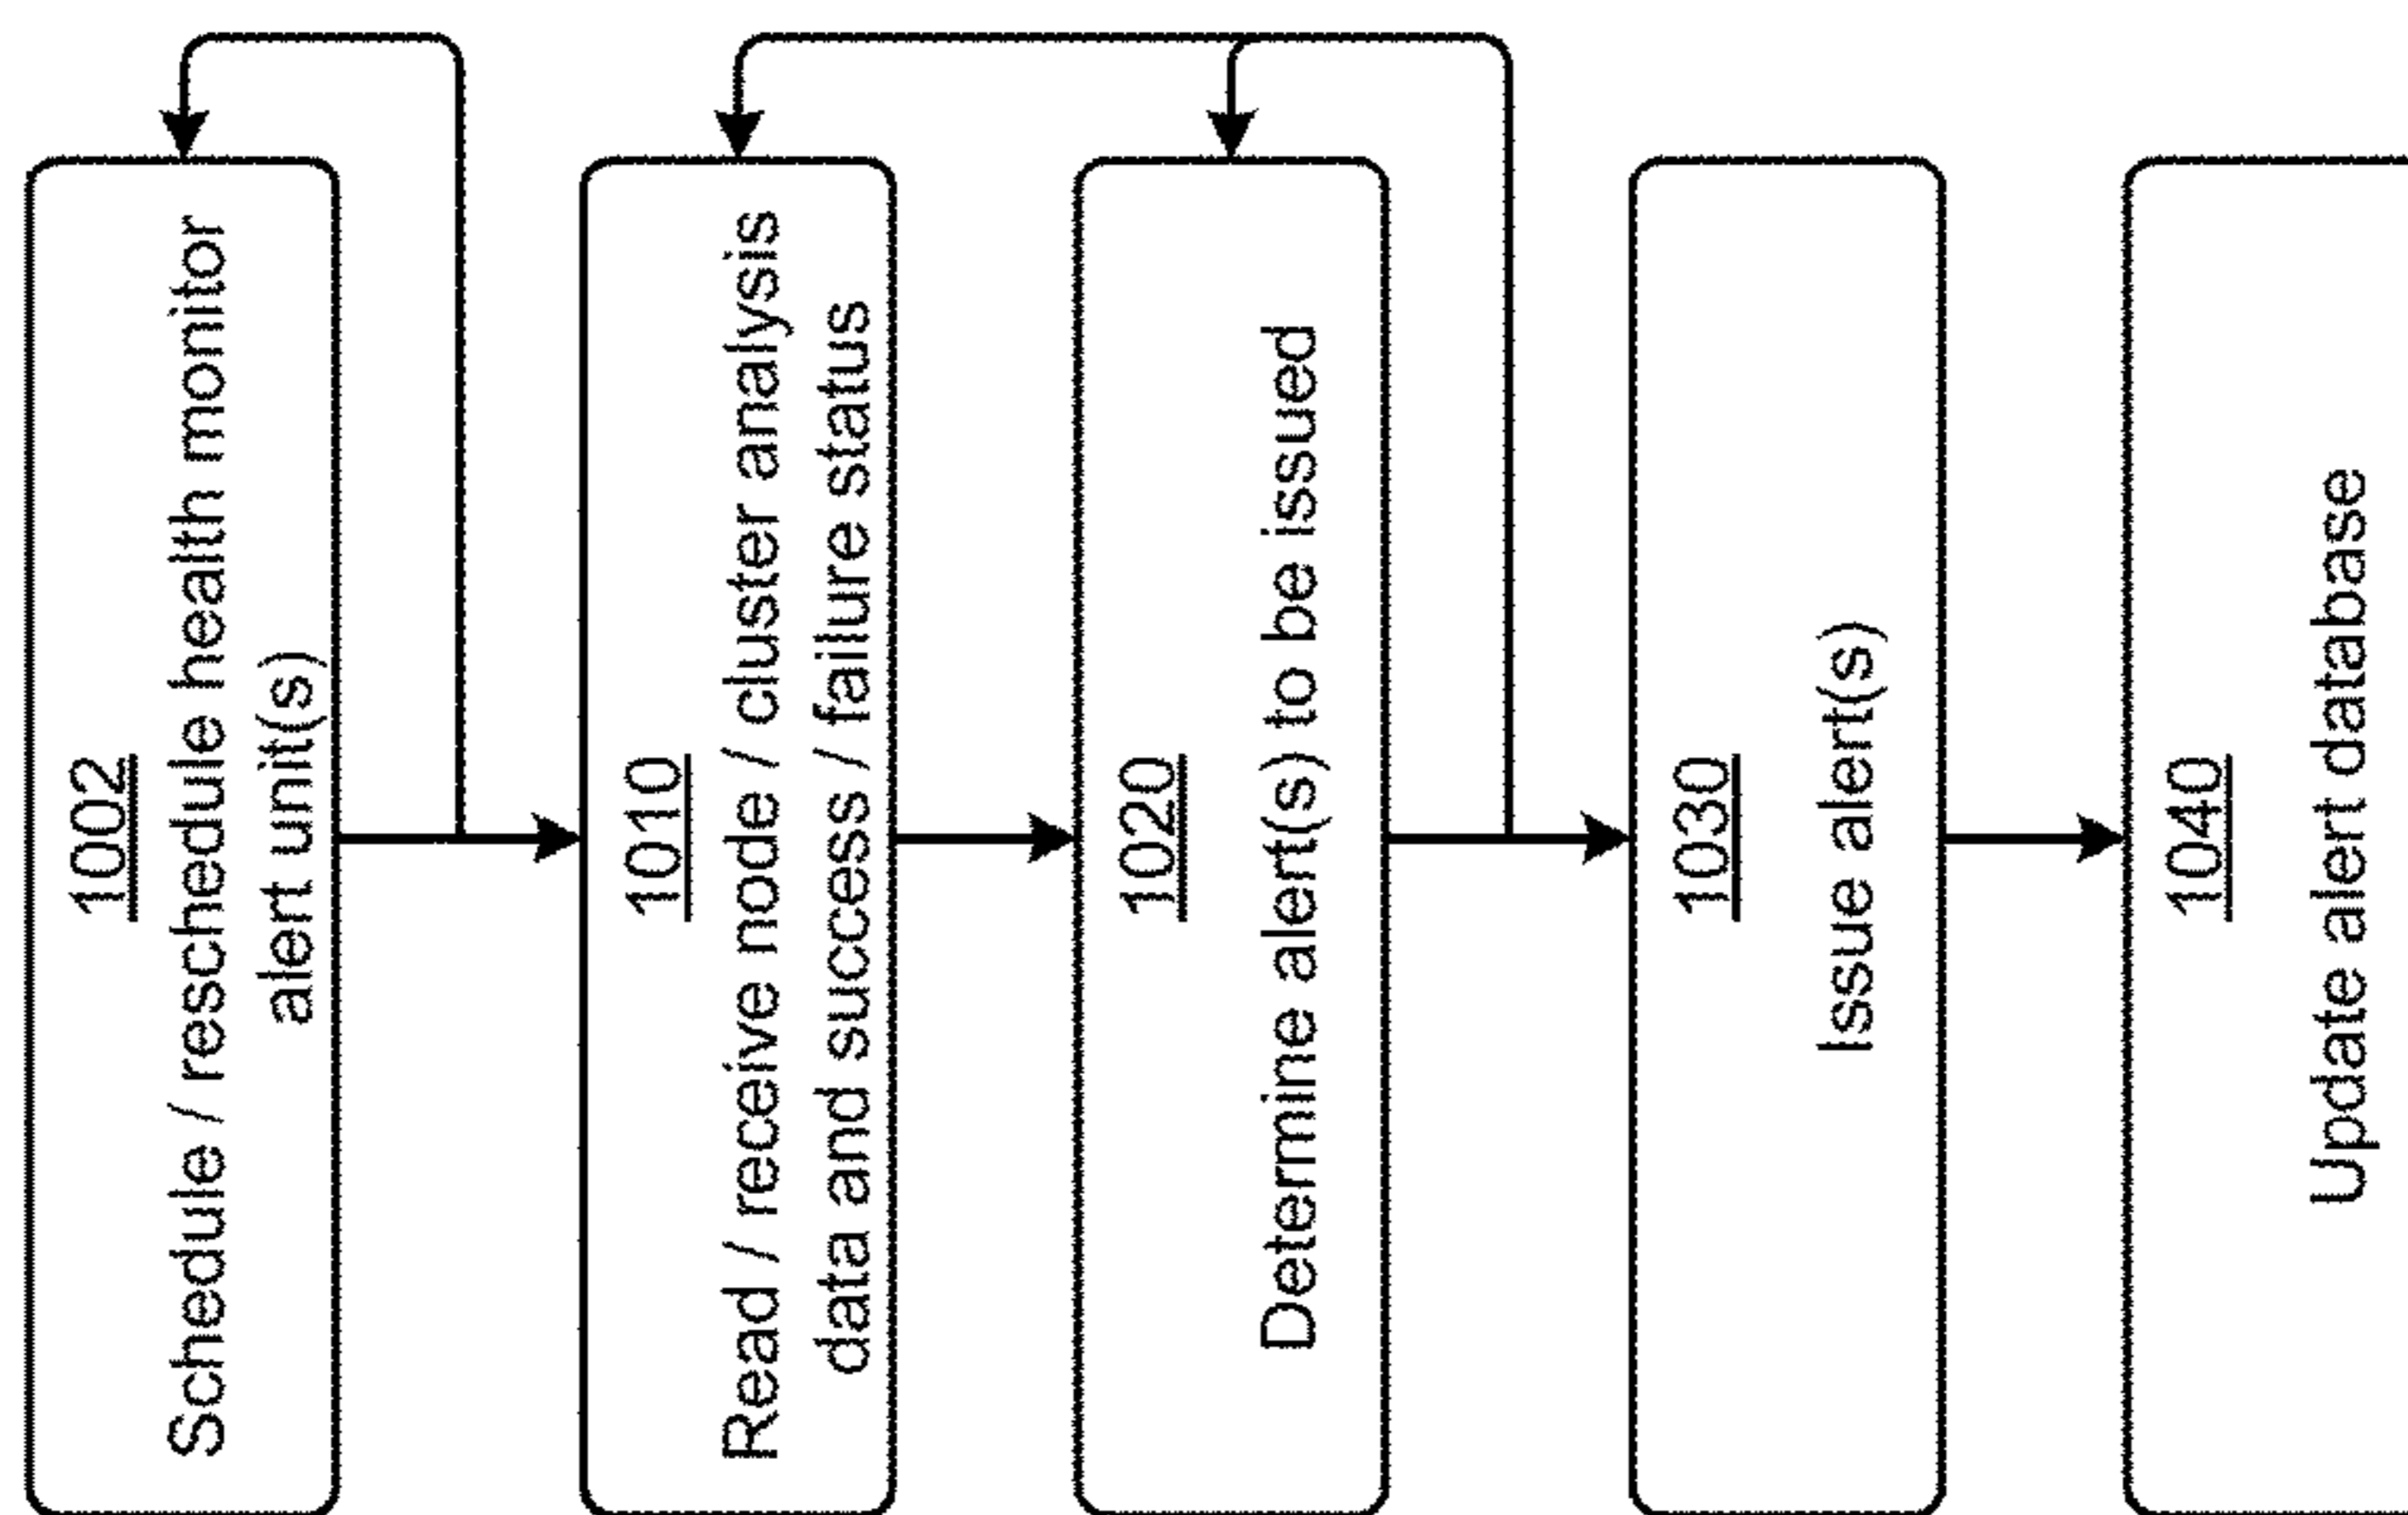 1002
Schedule / reschedule health monitor
alert unit(s)
1010
Read / receive node / cluster analysis
data and success / failure status
1020
Determine alert(s) to be issued
1030
Issue alert(s)
1040
Update alert database